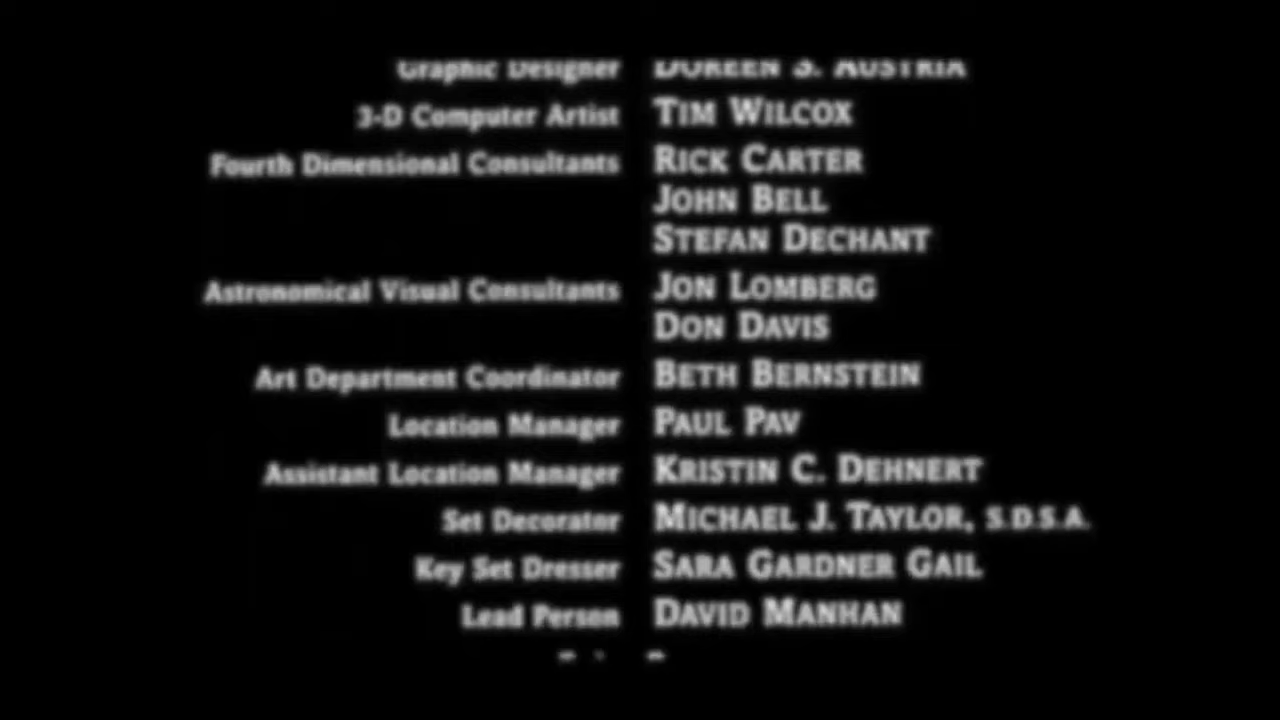 Graphic Designer DOREEN S. AUSTRIA
3-D Computer Artist TIM WILCOX
Fourth Dimensional Consultants RICK CARTER
JOHN BELL
STEFAN DECHANT
Astronomical Visual Consultants JON LOMBERG
DON DAVIS
Art Department Coordinator BETH BERNSTEIN
Location Manager PAUL PAV
Assistant Location Manager KRISTIN C. DEHNERT
Set Decorator MICHAEL J. TAYLOR, S.D.S.A.
Key Set Dresser SARA GARDNER GAIL
Lead Person DAVID MANHAN